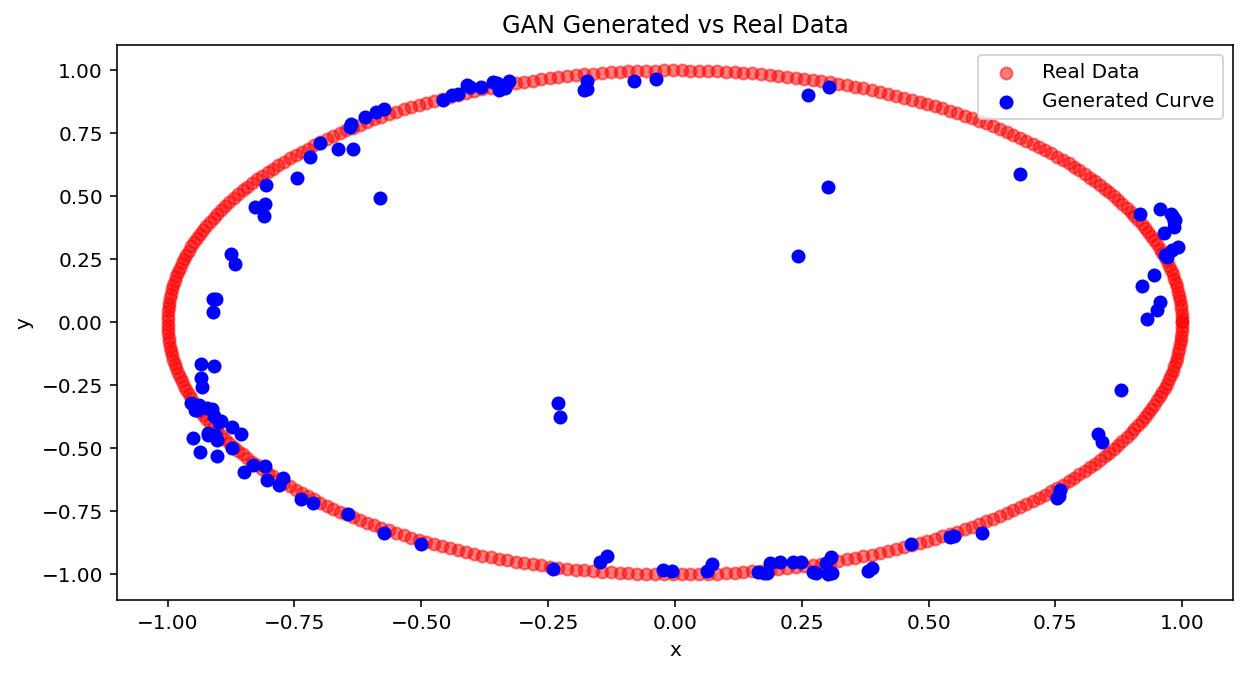 GAN Generated vs Real Data
Real Data
Generated Curve
1.00
0.75
0.50
0.25
0.00
−0.25
−0.50
−0.75
−1.00
y
−1.00 −0.75 −0.50 −0.25 0.00 0.25 0.50 0.75 1.00
x